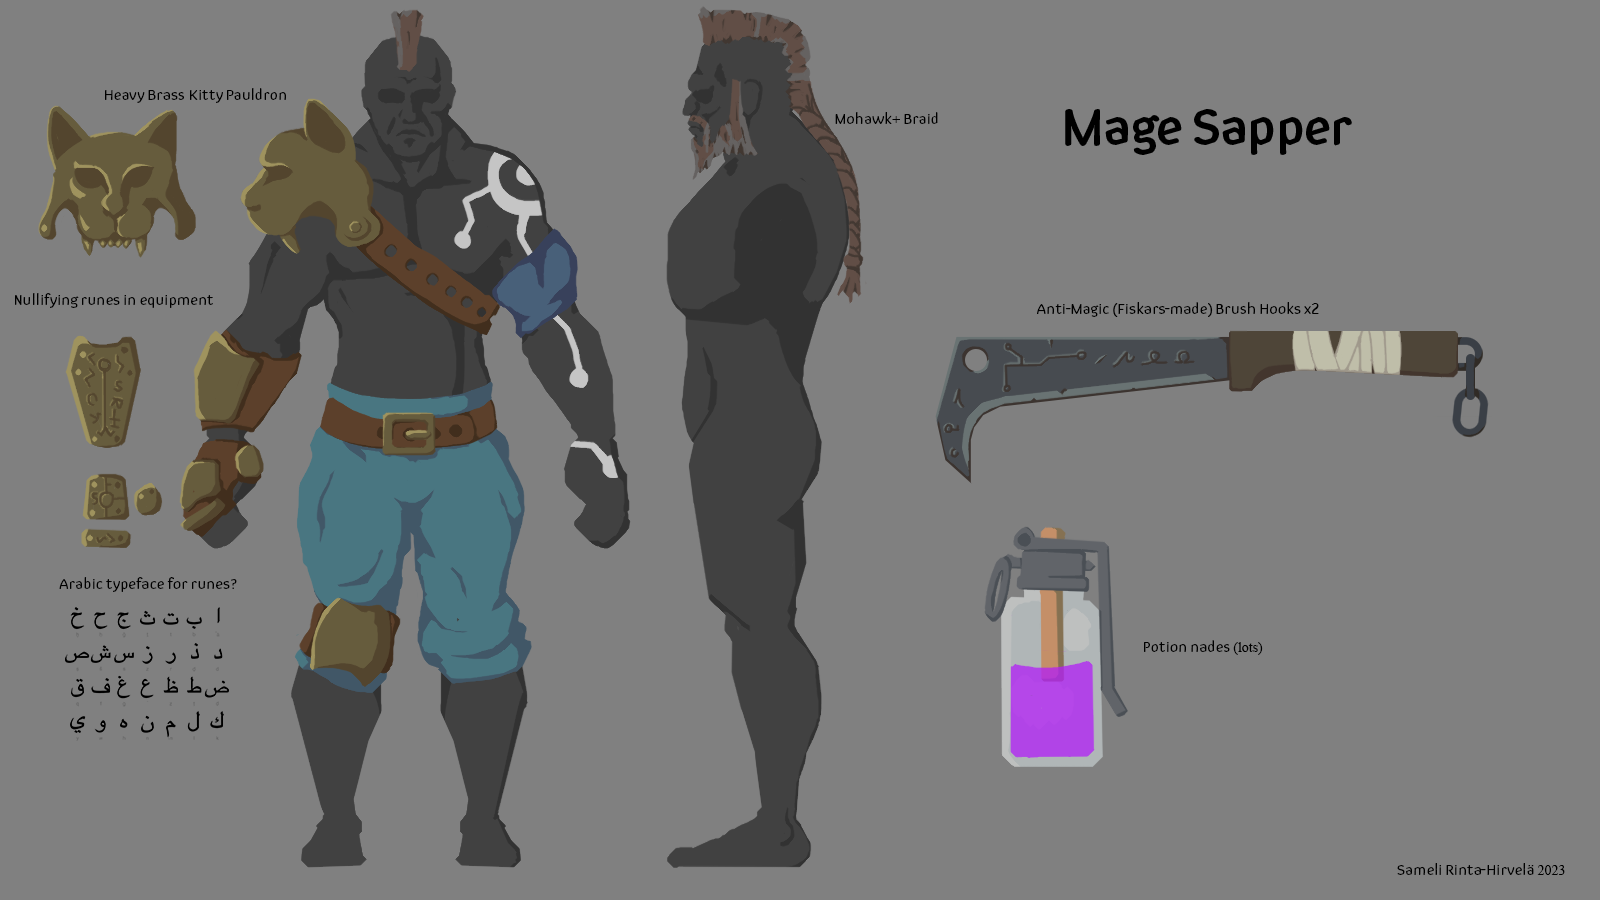 Heavy Brass Kitty Pauldron
Mohawk+ Braid
Mage Sapper
Nullifying runes in equipment
Anti-Magic (Fiskars-made) Brush Hooks x2
Arabic typeface for runes?
ا ب ت ث ج ح خ
د ذ ر ز س ش ص
ض ط ظ ع غ ف ق
ك ل م ن ه و ي
Potion nades (lots)
Sameli Rinta-Hirvelä 2023